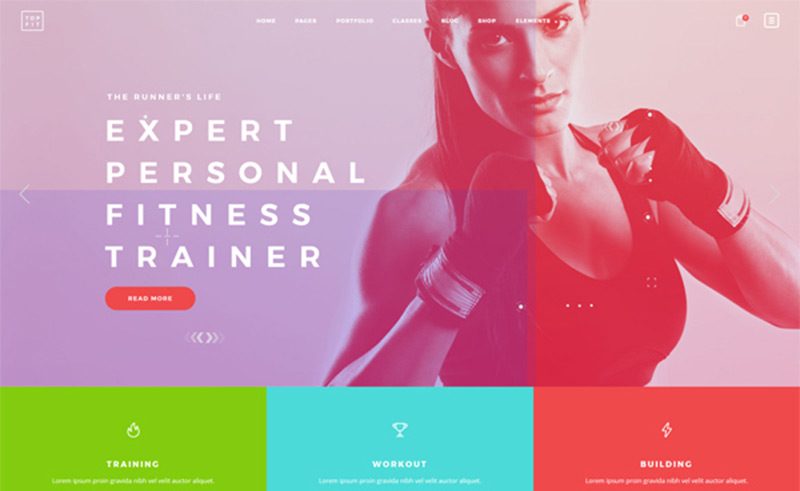 TOP
FIT
HOME PAGES PORTFOLIO CLASSES BLOG SHOP ELEMENTS
THE RUNNER'S LIFE
EXPERT
PERSONAL
FITNESS
TRAINER
READ MORE
TRAINING
Lorem ipsum proin gravida nibh vel velit auctor aliquet.
WORKOUT
Lorem ipsum proin gravida nibh vel velit auctor aliquet.
BUILDING
Lorem ipsum proin gravida nibh vel velit auctor aliquet.